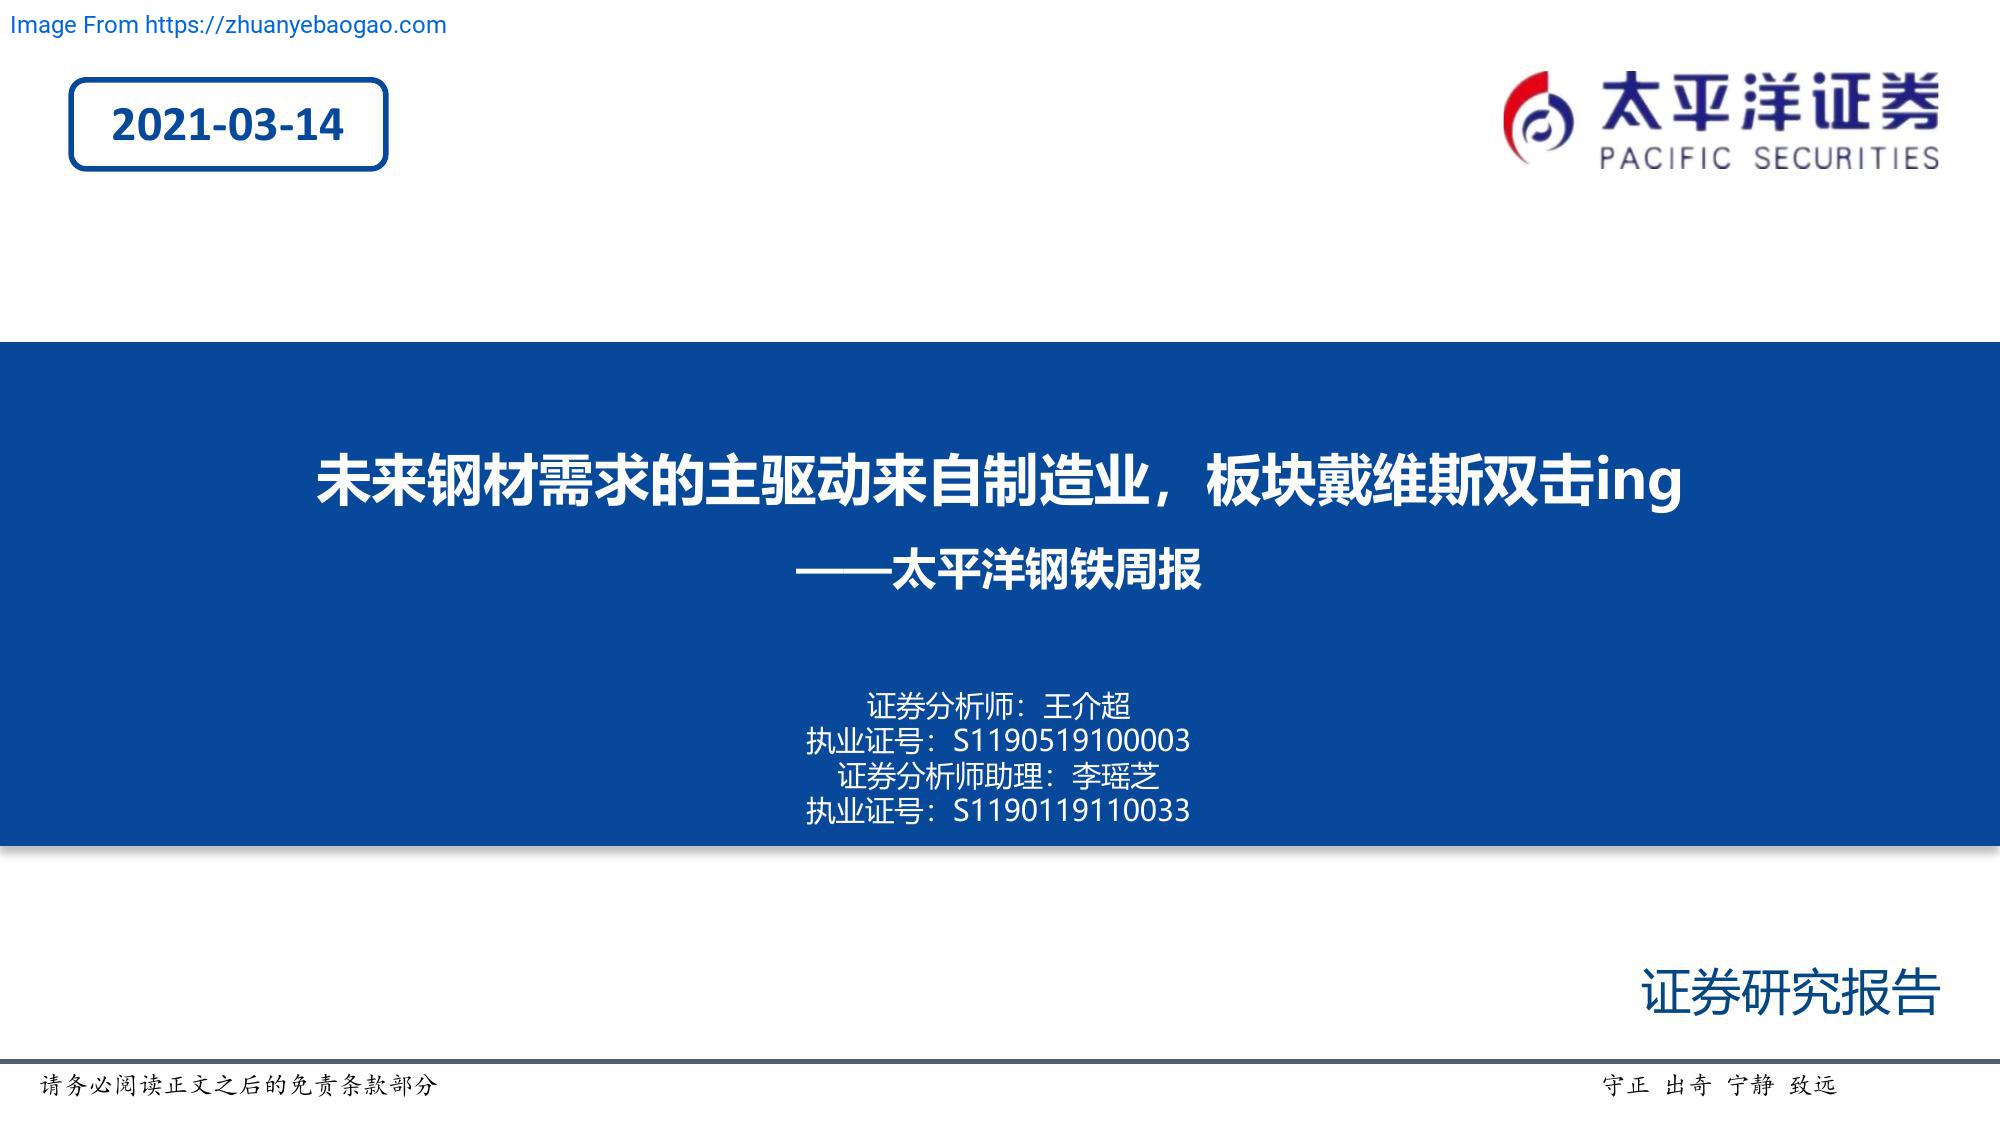 Image From https://zhuanyebaogao.com
2021-03-14
太平洋证券
PACIFIC SECURITIES
未来钢材需求的主驱动来自制造业，板块戴维斯双击ing
——太平洋钢铁周报
证券分析师：王介超
执业证号：S1190519100003
证券分析师助理：李瑶芝
执业证号：S1190119110033
证券研究报告
请务必阅读正文之后的免责条款部分
守正 出奇 宁静 致远